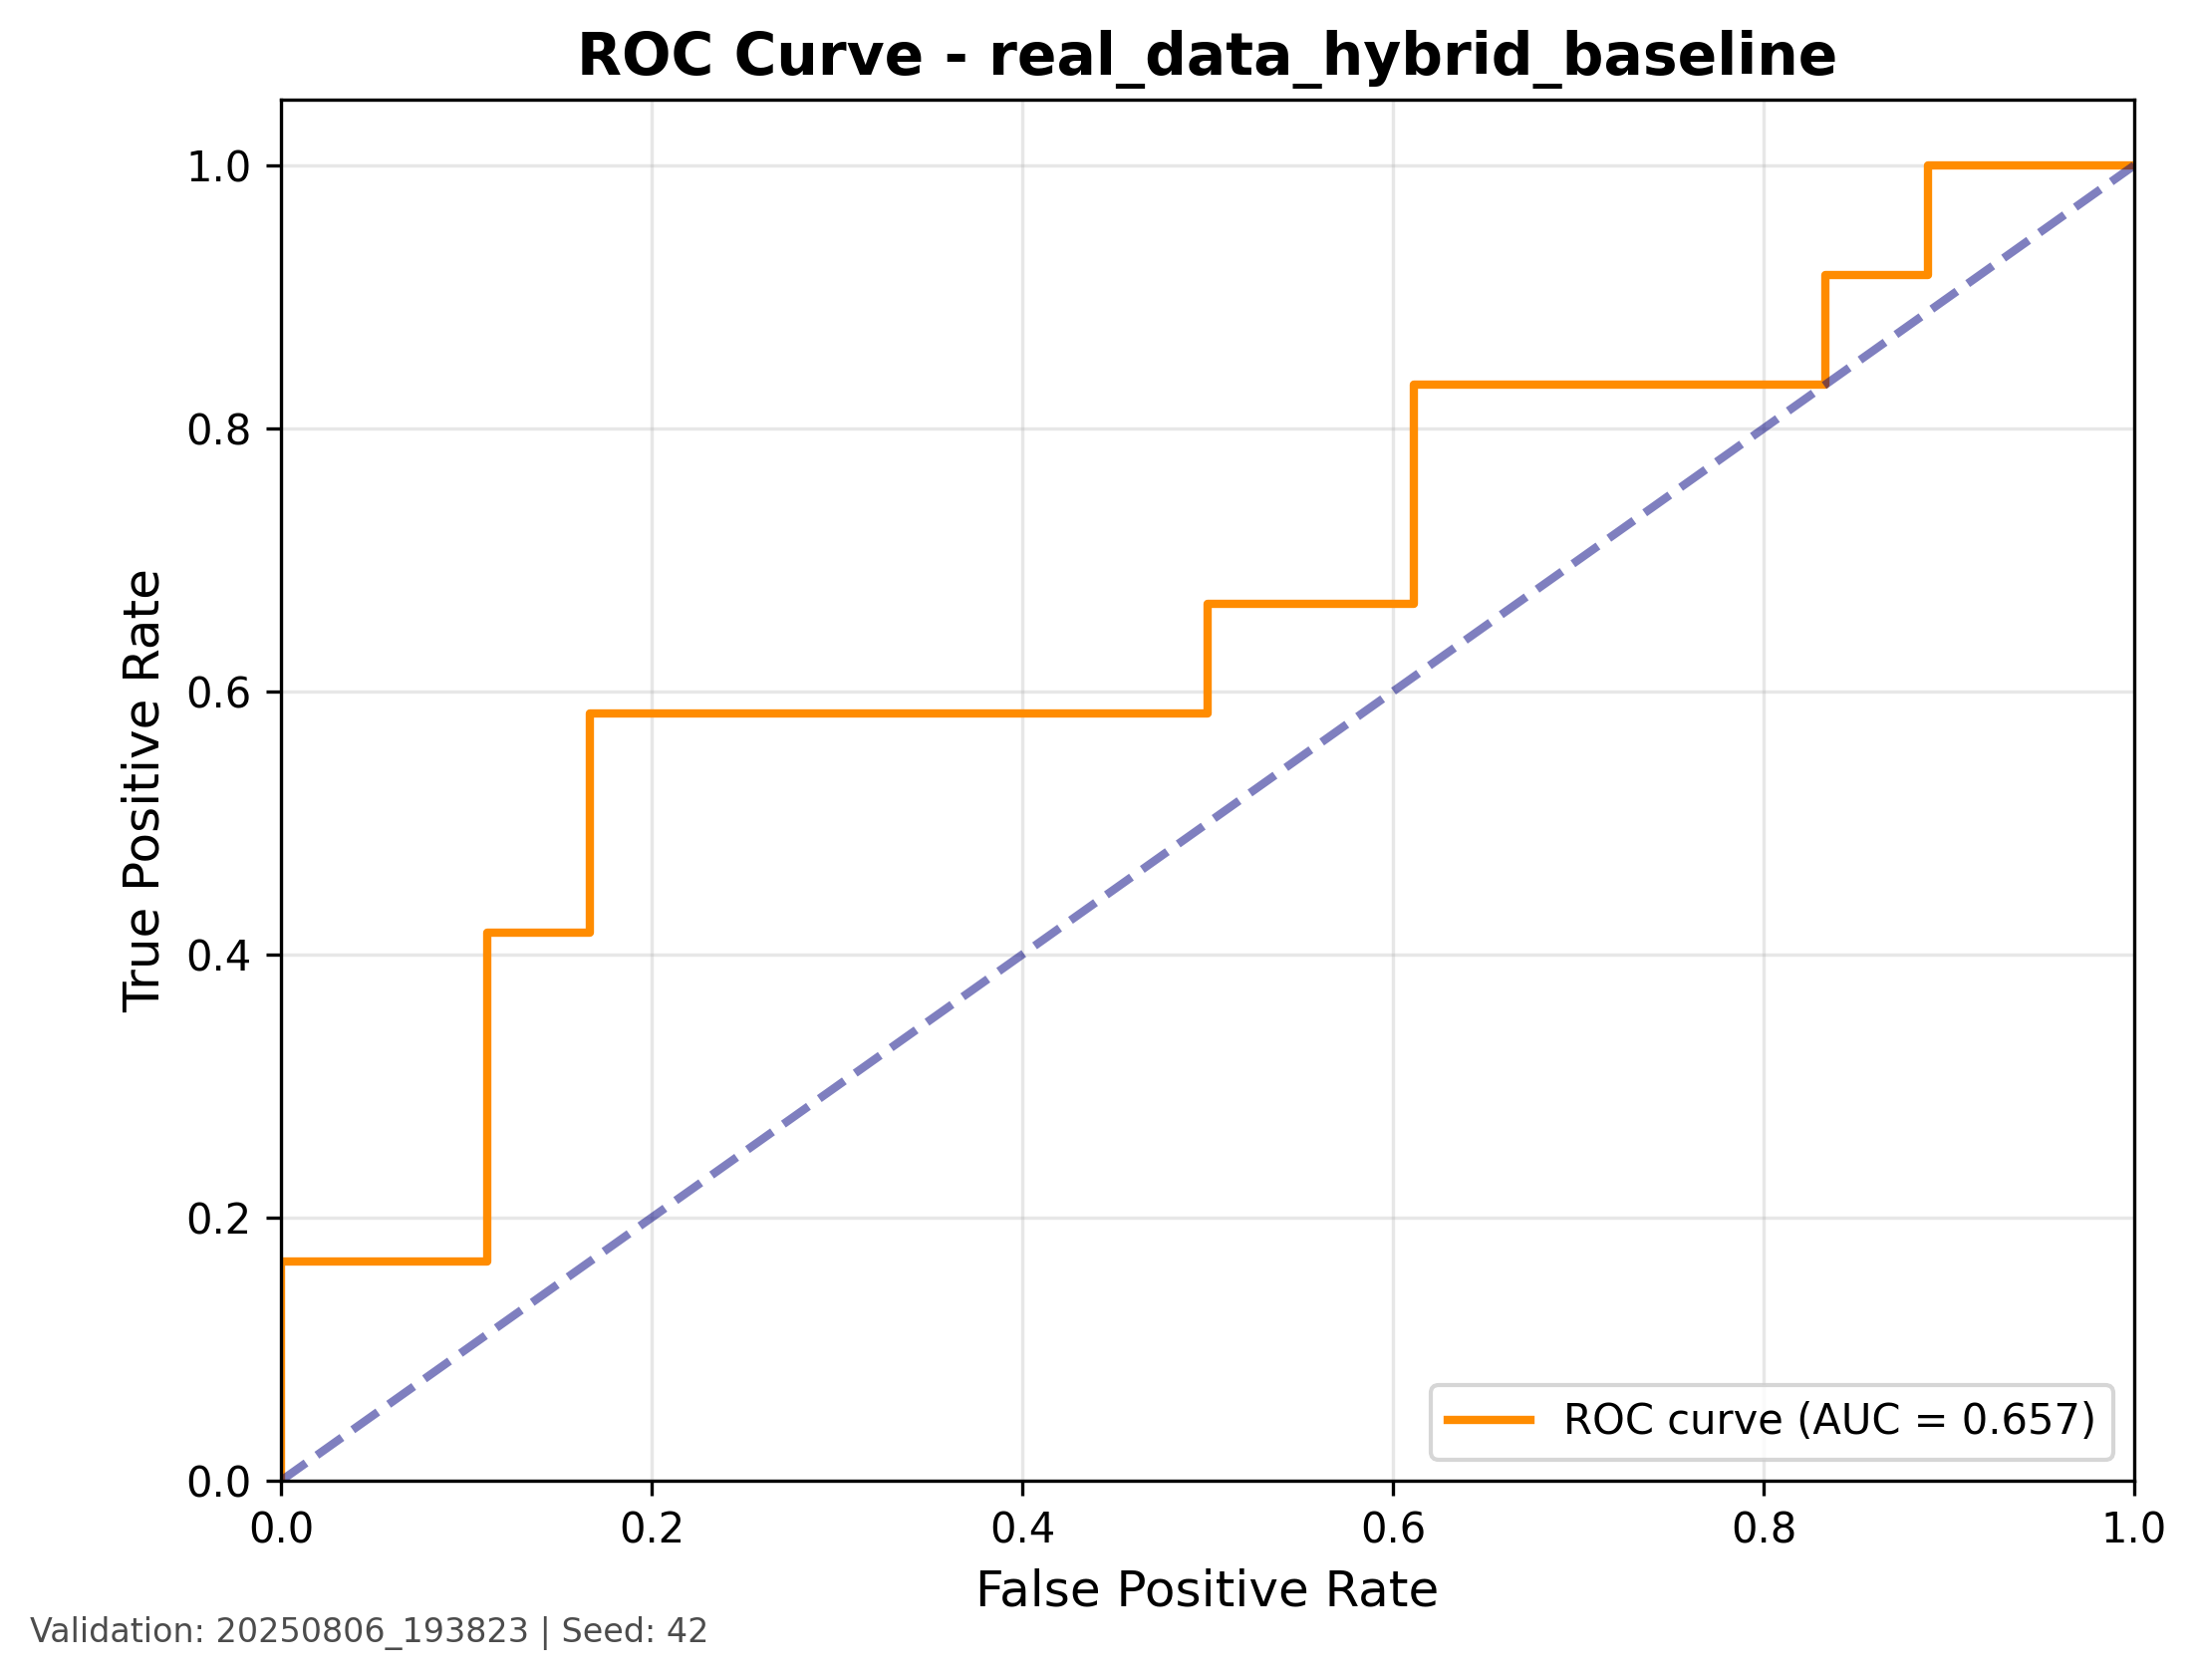 ROC Curve - real_data_hybrid_baseline
1.0
0.8
0.6
0.4
0.2
0.0
True Positive Rate
ROC curve (AUC = 0.657)
0.0 0.2 0.4 0.6 0.8 1.0
False Positive Rate
Validation: 20250806_193823 | Seed: 42